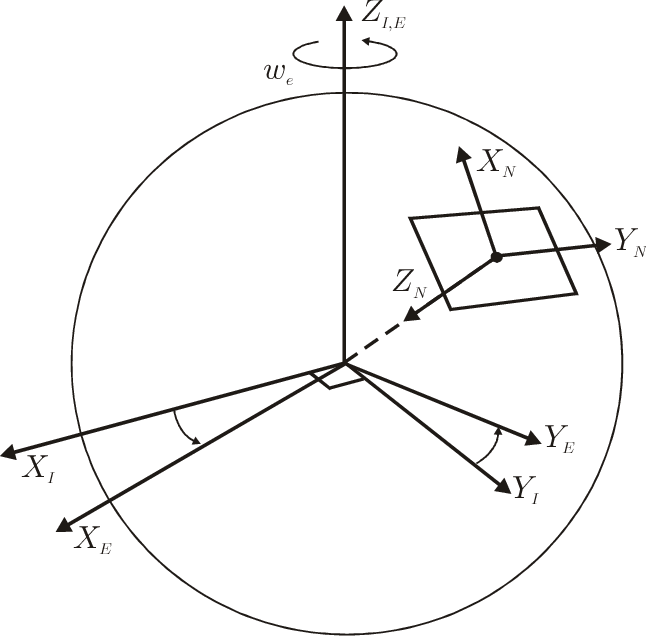 Z_{I,E}
w_e
X_N
Y_N
Z_N
X_I
Y_E
Y_I
X_E